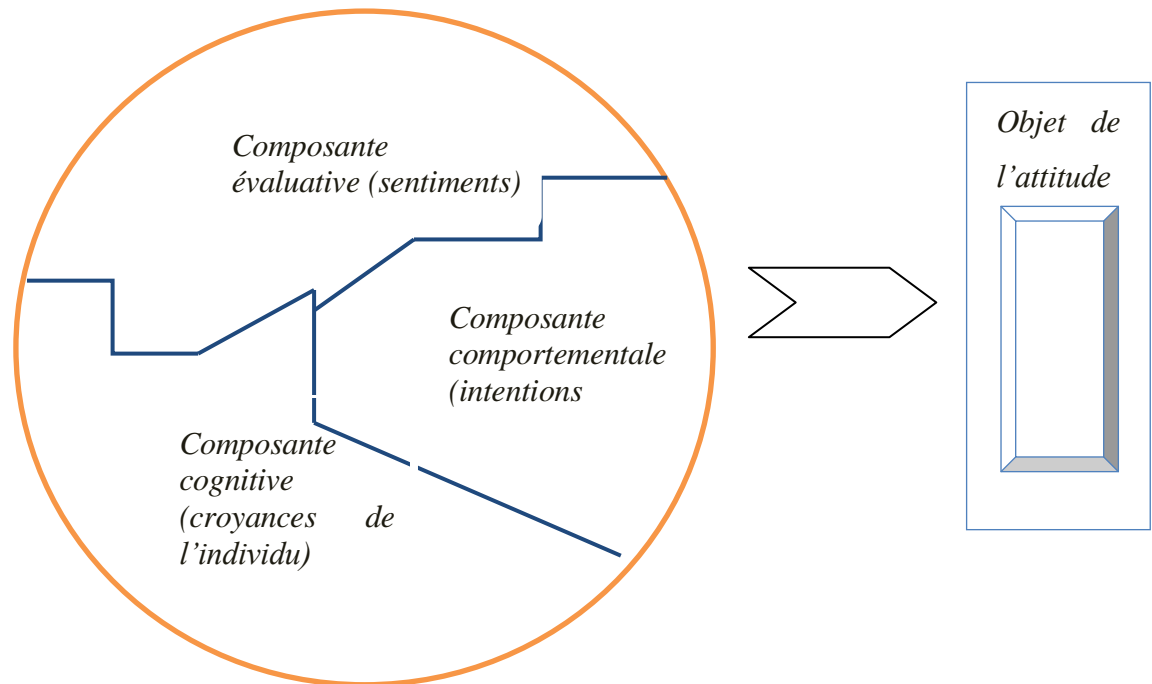 Composante
évaluative (sentiments)
Objet de
l’attitude
Composante
comportementale
(intentions
Composante
cognitive
(croyances de
l’individu)